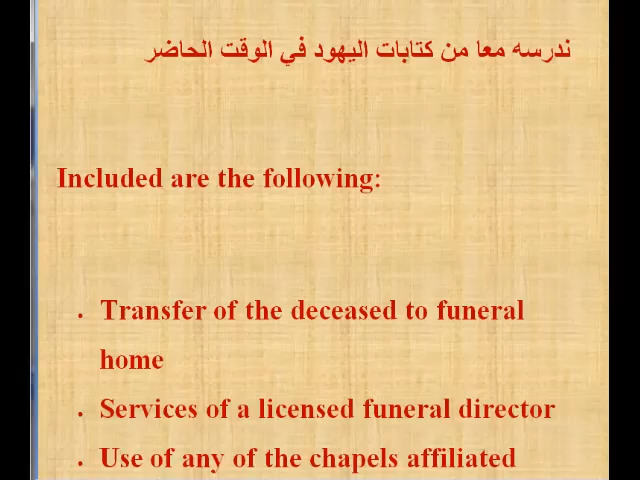 ندرسه معا من كتابات اليهود في الوقت الحاضر
Included are the following:
• Transfer of the deceased to funeral
home
• Services of a licensed funeral director
• Use of any of the chapels affiliated